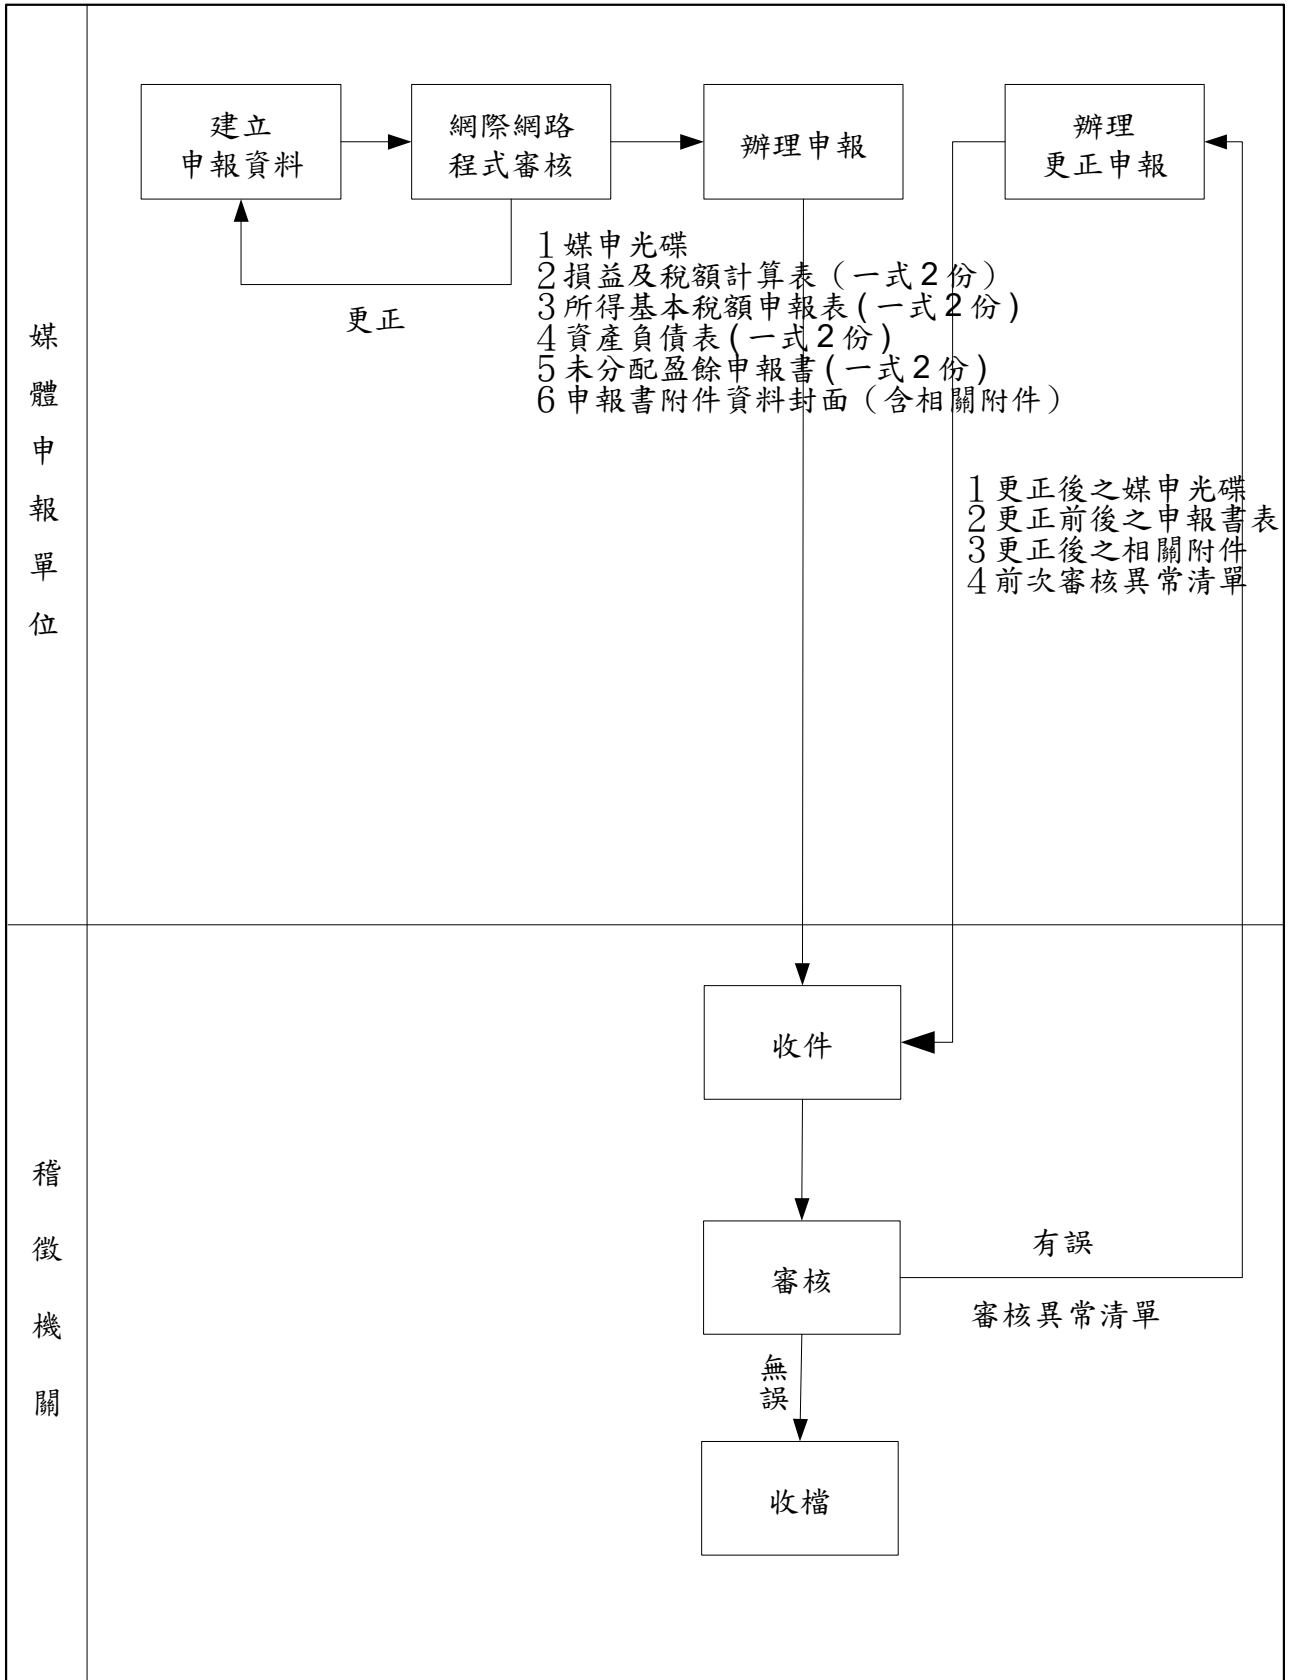 建立
申報資料
網際網路
程式審核
辦理申報
辦理
更正申報
更正
1 媒申光碟
2 損益及稅額計算表（一式2份）
3 所得基本稅額申報表(一式2份)
4 資產負債表(一式2份)
5 未分配盈餘申報書(一式2份)
6 申報書附件資料封面（含相關附件）
1 更正後之媒申光碟
2 更正前後之申報書表
3 更正後之相關附件
4 前次審核異常清單
媒
體
申
報
單
位
收件
審核
有誤
審核異常清單
無
誤
收檔
稽
徵
機
關